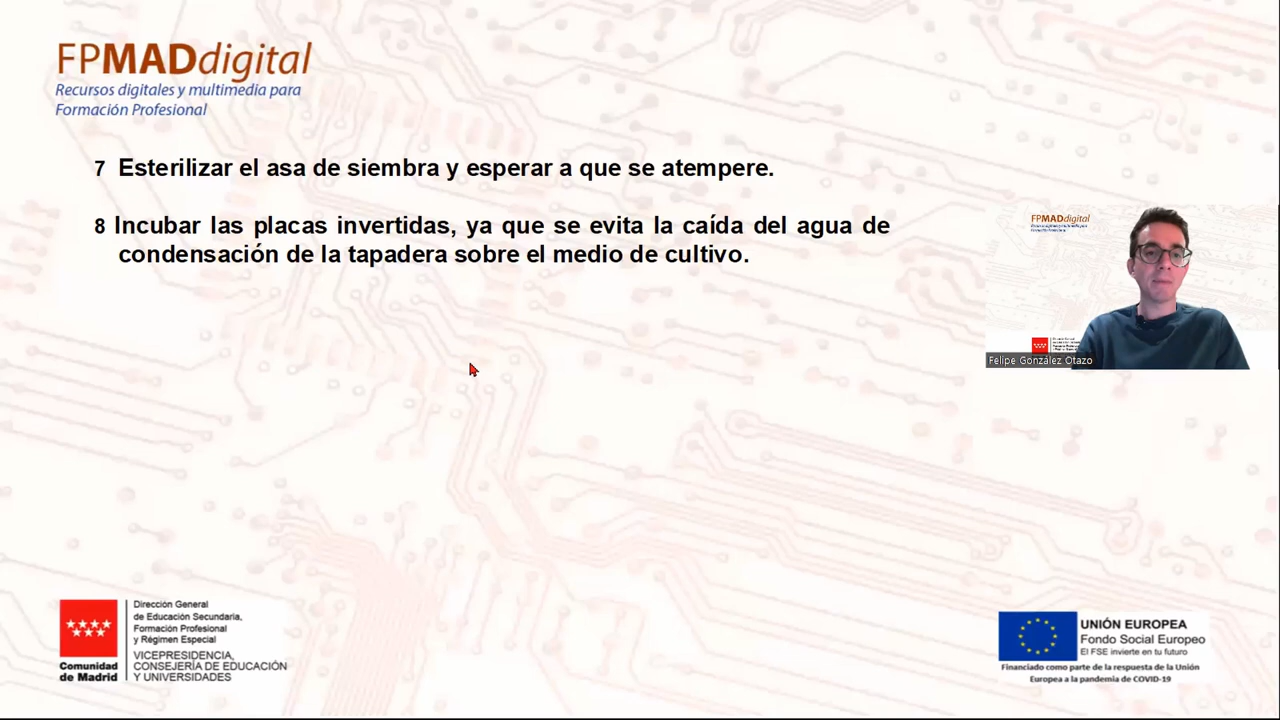 FPMADdigital
Recursos digitales y multimedia para
Formación Profesional
7 Esterilizar el asa de siembra y esperar a que se atempere.
8 Incubar las placas invertidas, ya que se evita la caída del agua de
condensación de la tapadera sobre el medio de cultivo.
FPMADdigital
Felipe González Otazo
Comunidad
de Madrid
Dirección General
de Educación Secundaria,
Formación Profesional
y Régimen Especial
VICEPRESIDENCIA,
CONSEJERÍA DE EDUCACIÓN
Y UNIVERSIDADES
UNIÓN EUROPEA
Fondo Social Europeo
El FSE invierte en tu futuro
Financiado como parte de la respuesta de la Unión
Europea a la pandemia de COVID-19